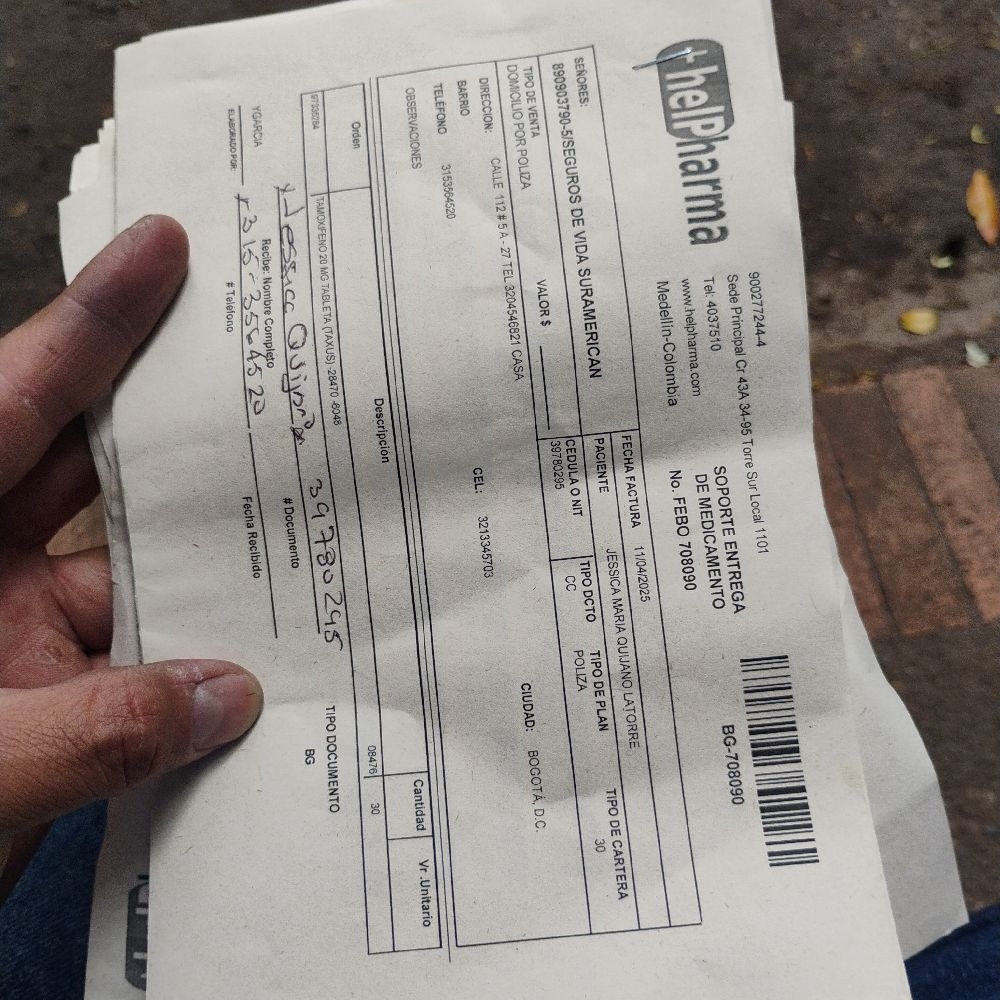 helPharma
900277244-4
Sede Principal Cr 43A 34-95 Torre Sur Local 1101
Tel: 4037510
www.helpharma.com
Medellin-Colombia
SOPORTE ENTREGA
DE MEDICAMENTO
No. FEBO 708090
BG-708090
SEÑORES:
890903790-5/SEGUROS DE VIDA SURAMERICAN
FECHA FACTURA 11/04/2025
PACIENTE JESSICA MARIA QUIJANO LATORRE
TIPO DE VENTA
DOMICILIO POR POLIZA
VALOR $
CEDULA O NIT
39780295
TIPO DCTO
CC
TIPO DE PLAN
POLIZA
TIPO DE CARTERA
30
DIRECCION: CALLE 112 # 5 A - 27 TEL 3204546821 CASA
BARRIO
CIUDAD: BOGOTÁ, D.C.
TELÉFONO 3153564520
CEL: 3213345703
OBSERVACIONES
Orden Descripción Cantidad Vr .Unitario
TAMOXIFENO 20 MG TABLETA (TAXUS) -28470 -6048 08476 30
x Jessica Quijano 39780295
Recibe: Nombre Completo # Documento
TIPO DOCUMENTO
BG
YGARCIA x 315-3564520
ELABORADO POR: # Teléfono Fecha Recibido